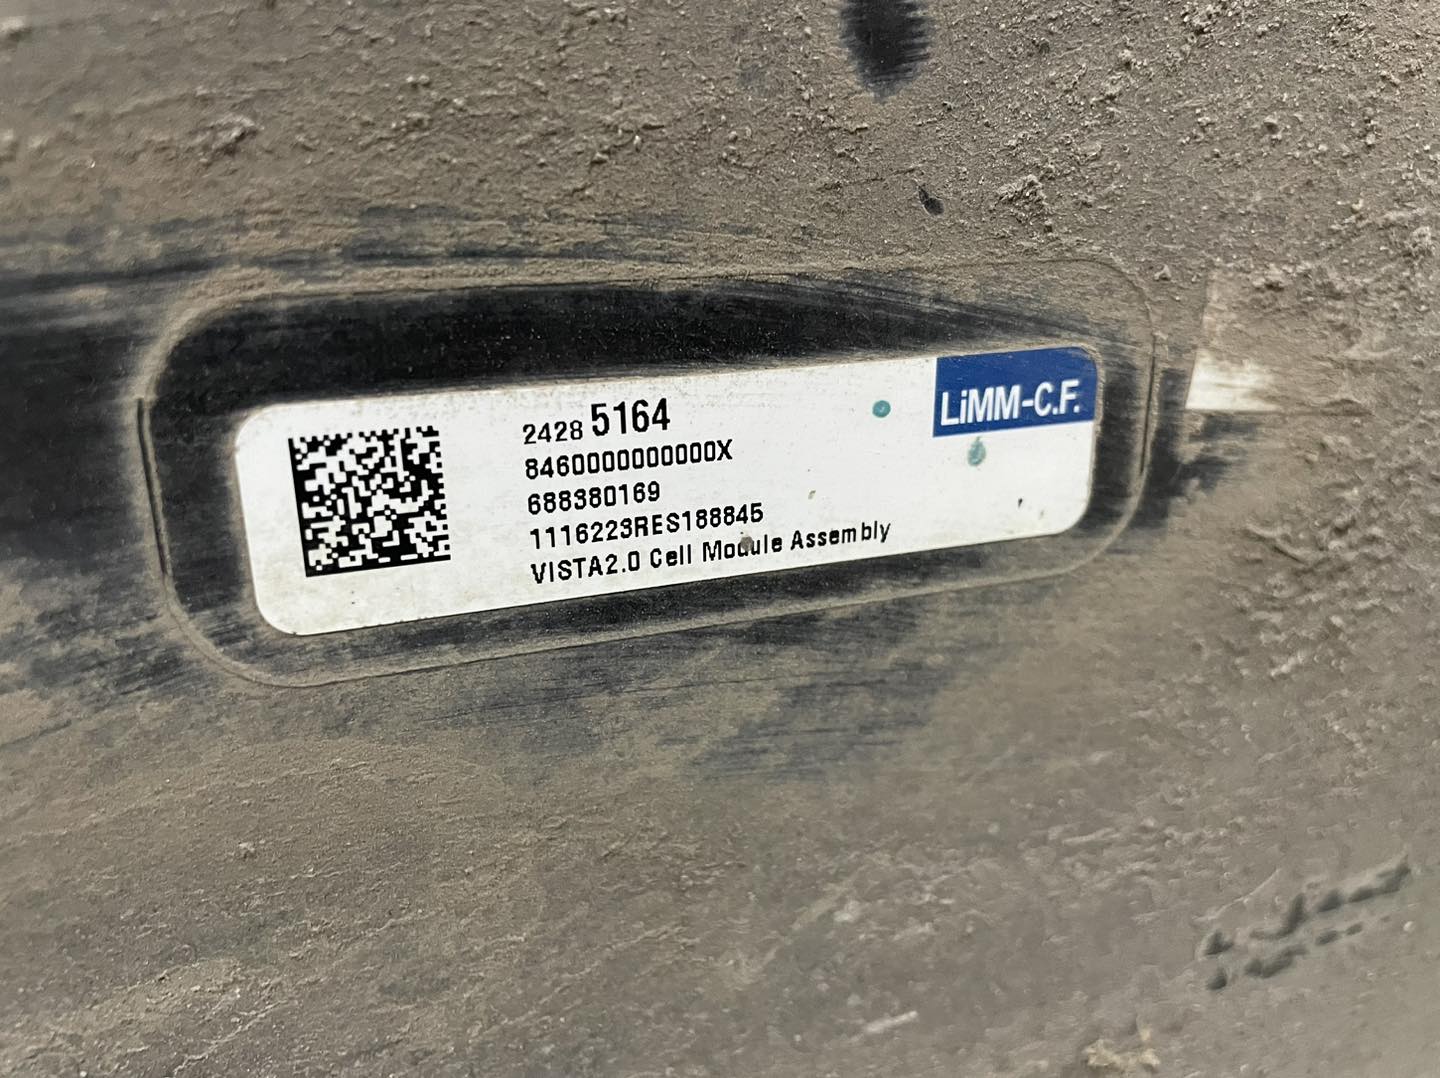 2428 5164
8460000000000X
688380169
1116223RES188845
VISTA2.0 Cell Module Assembly
LiMM-C.F.